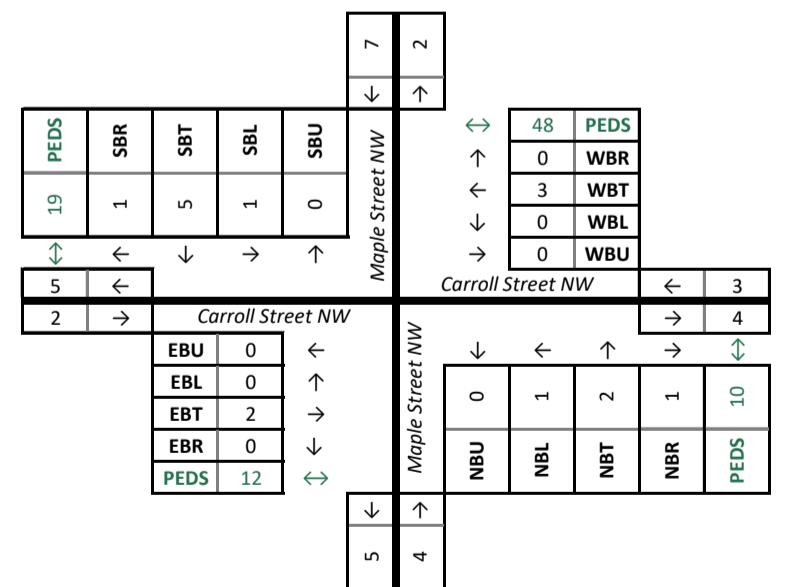 7 2
↓ ↑
PEDS SBR SBT SBL SBU
19 1 5 1 0
↕ ← ↓ → ↑
Maple Street NW
↔ 48 PEDS
↑ 0 WBR
← 3 WBT
↓ 0 WBL
→ 0 WBU
5 ←
Carroll Street NW
← 3
2 →
Carroll Street NW
→ 4
EBU 0 ←
EBL 0 ↑
EBT 2 →
EBR 0 ↓
PEDS 12 ↔
Maple Street NW
↓ ← ↑ → ↕
0 1 2 1 10
NBU NBL NBT NBR PEDS
↓ ↑
5 4